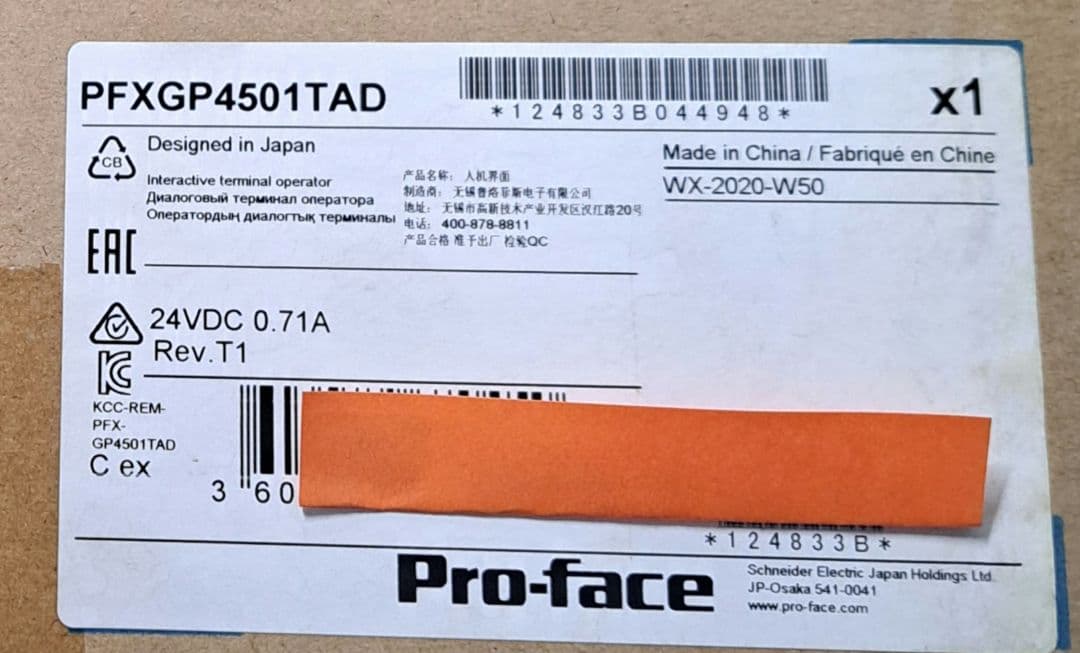 PFXGP4501TAD
*124833B044948*
x1
CB
Designed in Japan
Made in China / Fabriqué en Chine
WX-2020-W50
Interactive terminal operator
Диалоговый терминал оператора
Оператордың диалогтық терминалы
产品名称: 人机界面
制造商: 无锡普洛菲斯电子有限公司
地址: 无锡市高新技术产业开发区汉江路20号
电话: 400-878-8811
产品合格 准予出厂 检验QC
EAC
24VDC 0.71A
Rev.T1
KCC-REM-
PFX-
GP4501TAD
C ex
3 60
*124833B*
Pro-face
Schneider Electric Japan Holdings Ltd.
JP-Osaka 541-0041
www.pro-face.com